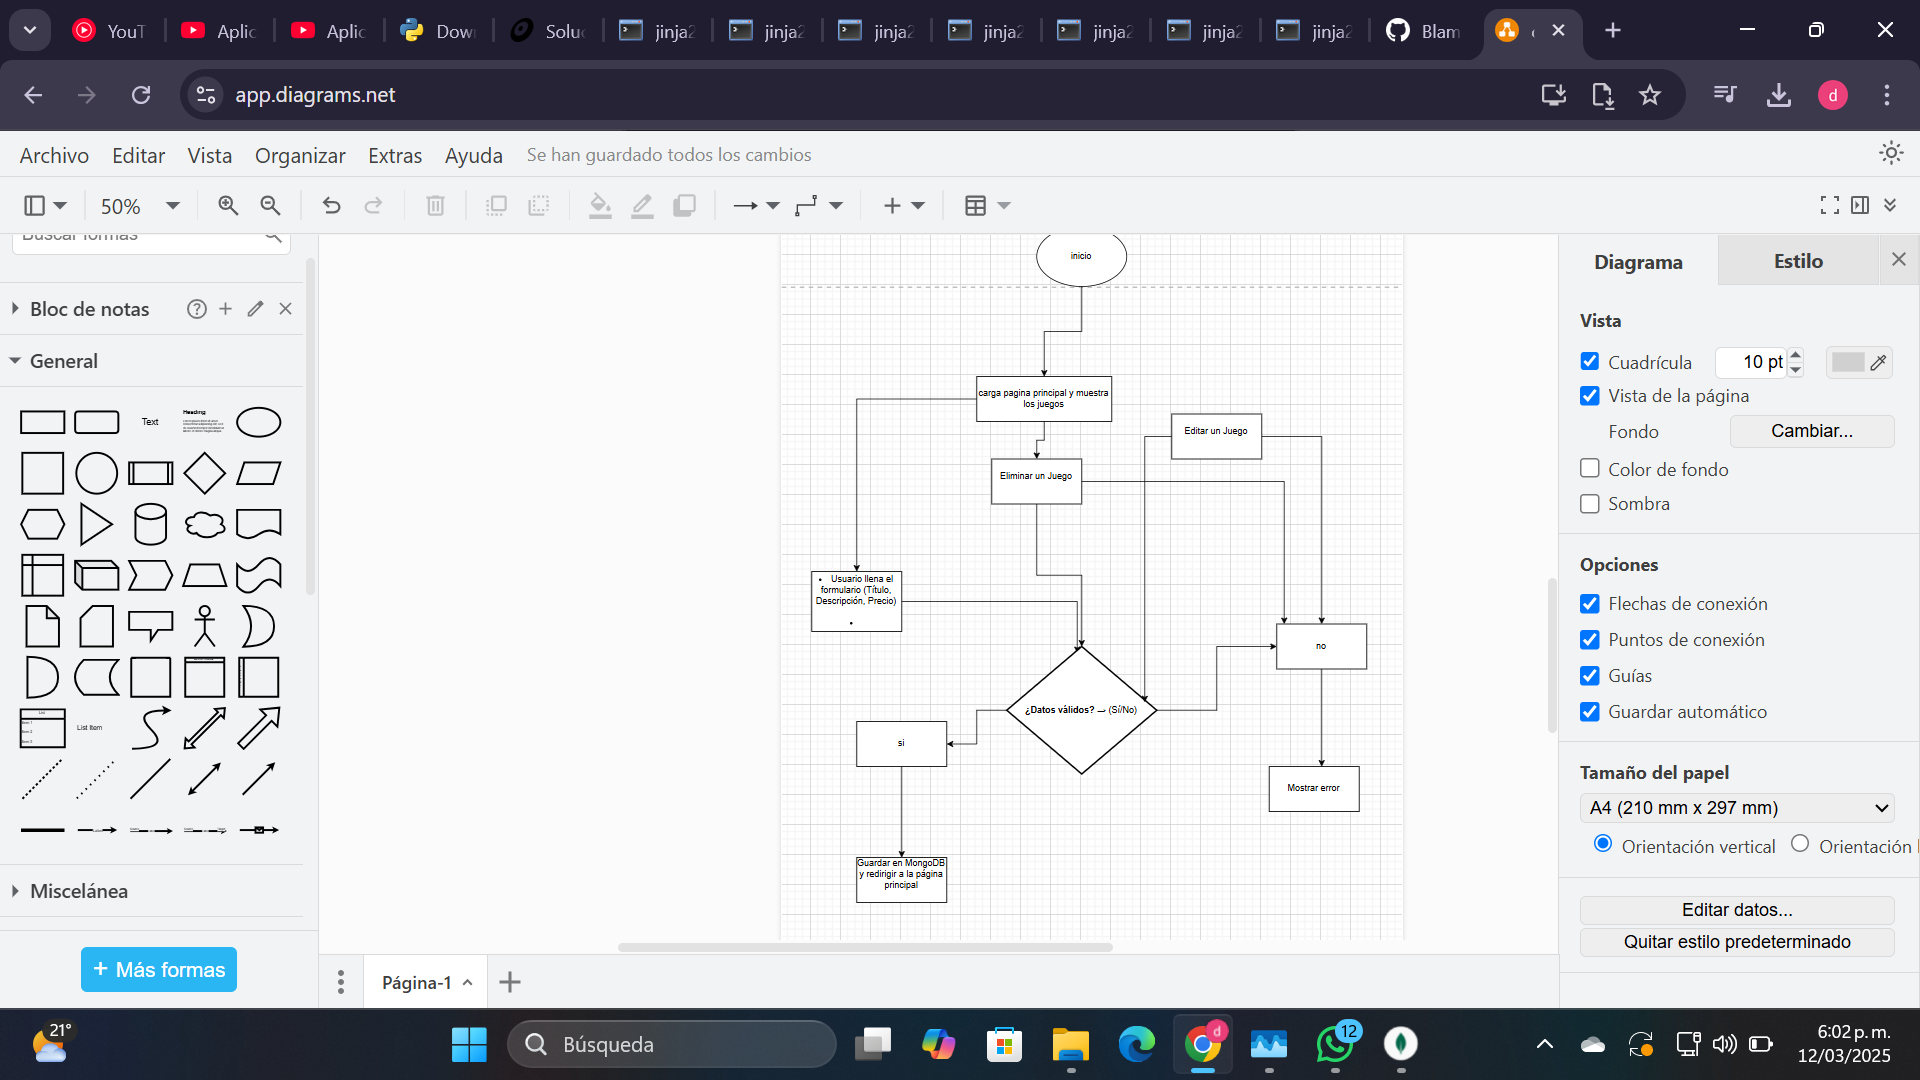 YouT
Aplic
Aplic
Dow
Soluc
jinja2
jinja2
jinja2
jinja2
jinja2
jinja2
jinja2
Blam
app.diagrams.net
d
Archivo Editar Vista Organizar Extras Ayuda Se han guardado todos los cambios
50%
Buscar formas
Bloc de notas
General
Text
Heading
List
List Item
Miscelánea
+ Más formas
inicio
carga pagina principal y muestra
los juegos
Editar un Juego
Eliminar un Juego
• Usuario llena el
formulario (Título,
Descripción, Precio)
•
no
¿Datos válidos? → (Sí/No)
si
Mostrar error
Guardar en MongoDB
y redirigir a la página
principal
Página-1
Diagrama Estilo
Vista
Cuadrícula 10 pt
Vista de la página
Fondo Cambiar...
Color de fondo
Sombra
Opciones
Flechas de conexión
Puntos de conexión
Guías
Guardar automático
Tamaño del papel
A4 (210 mm x 297 mm)
Orientación vertical Orientación
Editar datos...
Quitar estilo predeterminado
21°
Búsqueda
d
12
6:02 p. m.
12/03/2025